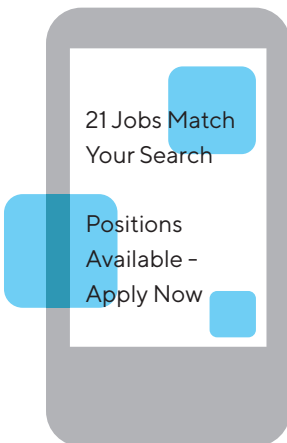 21 Jobs Match
Your Search
Positions
Available -
Apply Now